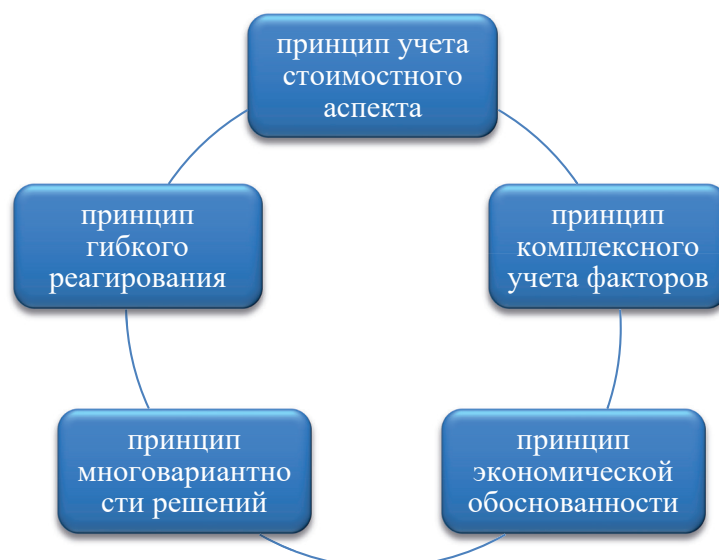 принцип учета
стоимостного
аспекта
принцип
комплексного
учета факторов
принцип
экономической
обоснованности
принцип
многовариантно
сти решений
принцип
гибкого
реагирования